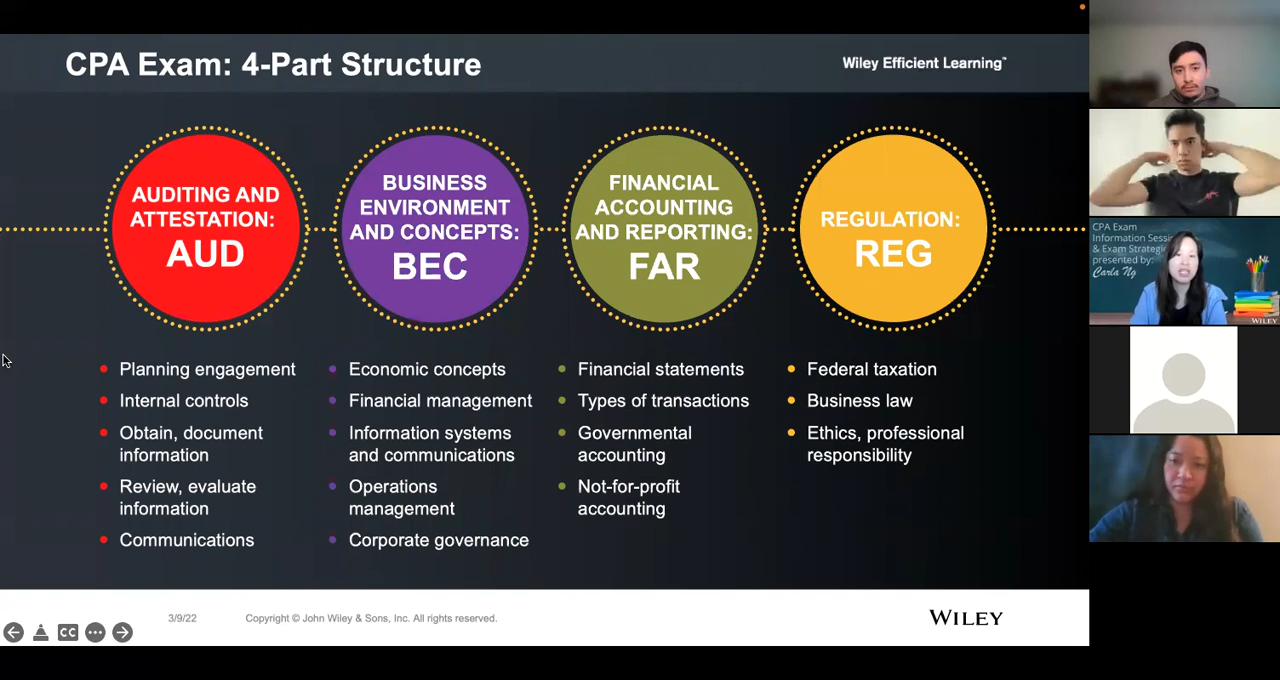 CPA Exam: 4-Part Structure
Wiley Efficient Learning™
AUDITING AND
ATTESTATION:
AUD
BUSINESS
ENVIRONMENT
AND CONCEPTS:
BEC
FINANCIAL
ACCOUNTING
AND REPORTING:
FAR
REGULATION:
REG
Planning engagement
Internal controls
Obtain, document
information
Review, evaluate
information
Communications
Economic concepts
Financial management
Information systems
and communications
Operations
management
Corporate governance
Financial statements
Types of transactions
Governmental
accounting
Not-for-profit
accounting
Federal taxation
Business law
Ethics, professional
responsibility
3/9/22
Copyright © John Wiley & Sons, Inc. All rights reserved.
WILEY
CC
CPA Exam
Information Sessi
& Exam Strategi
presented by:
Carla Ng
WILEY